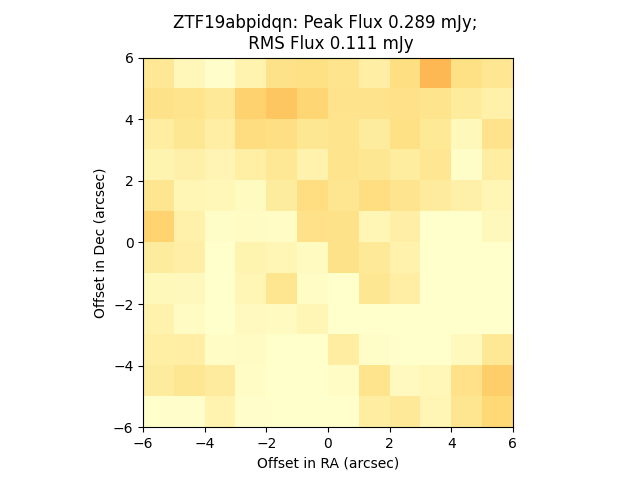 ZTF19abpidqn: Peak Flux 0.289 mJy;
RMS Flux 0.111 mJy
6
4
2
0
−2
−4
−6
Offset in Dec (arcsec)
−6 −4 −2 0 2 4 6
Offset in RA (arcsec)